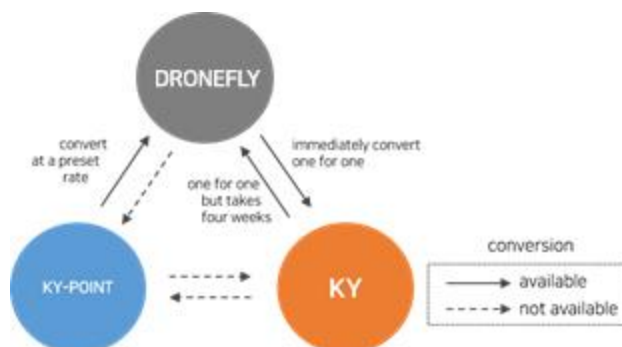 DRONEFLY
convert
at a preset
rate
immediately convert
one for one
one for one
but takes
four weeks
KY-POINT
KY
conversion
available
not available